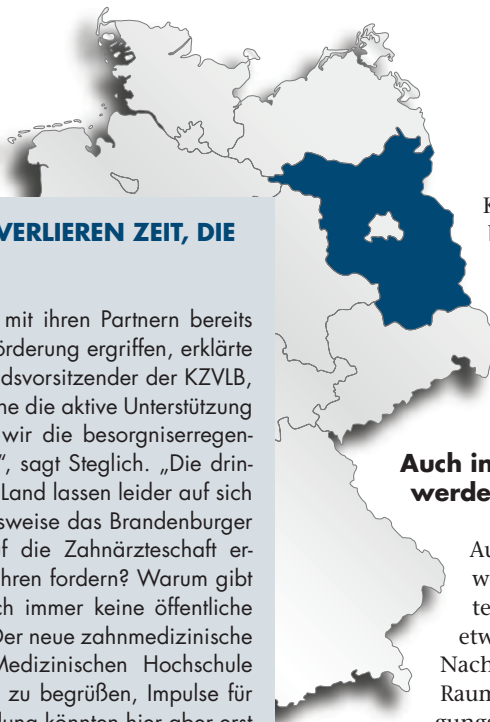 VERLIEREN ZEIT, DIE
mit ihren Partnern bereits
örderung ergriffen, erklärte
dsvorsitzender der KZVLB,
ne die aktive Unterstützung
wir die besorgniserregen-
“, sagt Steglich. „Die drin-
Land lassen leider auf sich
sweise das Brandenburger
f die Zahnärzteschaft er-
hren fordern? Warum gibt
ch immer keine öffentliche
Der neue zahnmedizinische
Medizinischen Hochschule
zu begrüßen, Impulse für
K
Auch in
werde
Au
w
te
etw
Nach
Raum